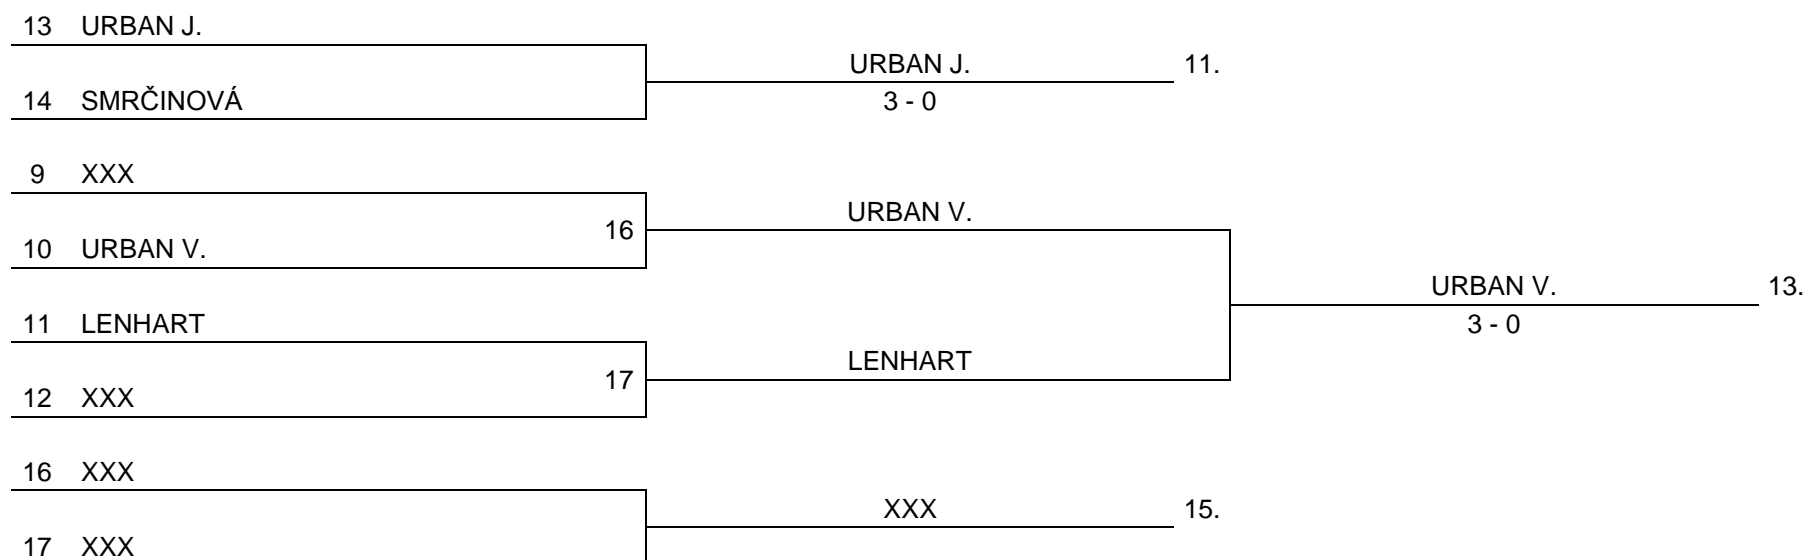 13 URBAN J.
URBAN J. 11.
14 SMRČINOVÁ 3 - 0
9 XXX
URBAN V.
16
10 URBAN V.
URBAN V. 13.
11 LENHART 3 - 0
LENHART
17
12 XXX
16 XXX
XXX 15.
17 XXX